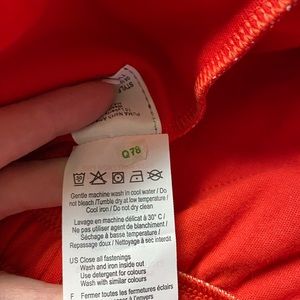 STYLE
Q76
Gentle machine wash in cool water / Do
not bleach/Tumble dry at low temperature /
Cool iron / Do not dry clean
Lavage en machine délicat à 30° C /
Ne pas utiliser agent de blanchiment /
Séchage à basse température /
Repassage doux / Nettoyage à sec interdit
US Close all fastenings
Wash and iron inside out
Use detergent for colours
Wash with similar colours
F Fermer toutes les fermetures éclairs
à l'envers